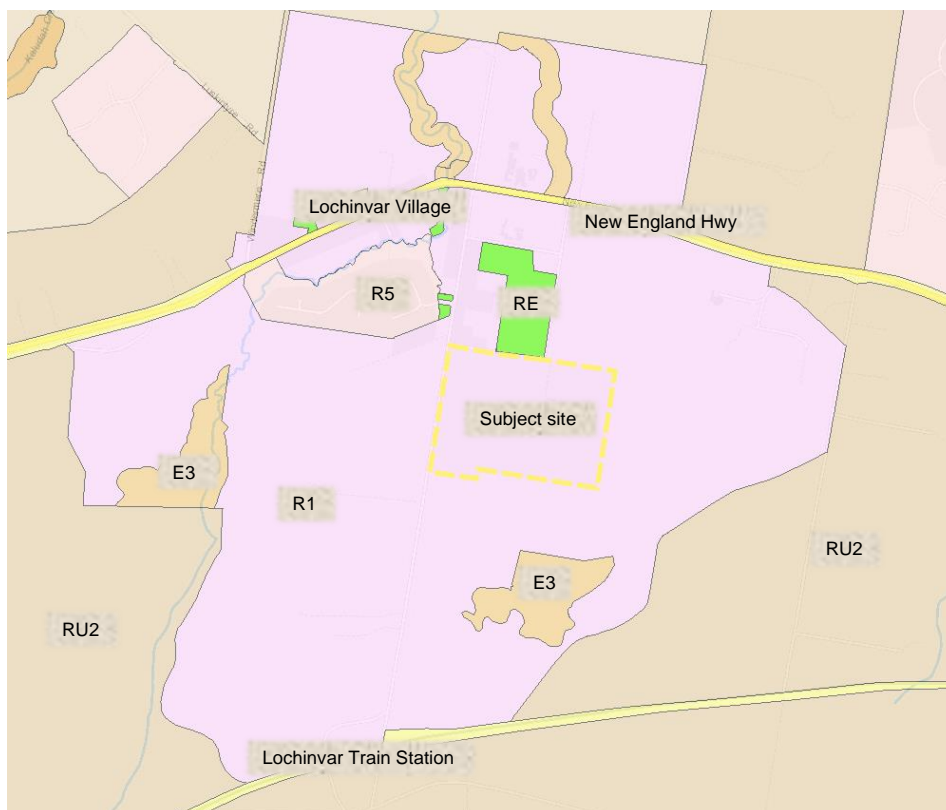 Lochinvar Village
New England Hwy
R5
RE
Subject site
E3
R1
RU2
E3
RU2
Lochinvar Train Station